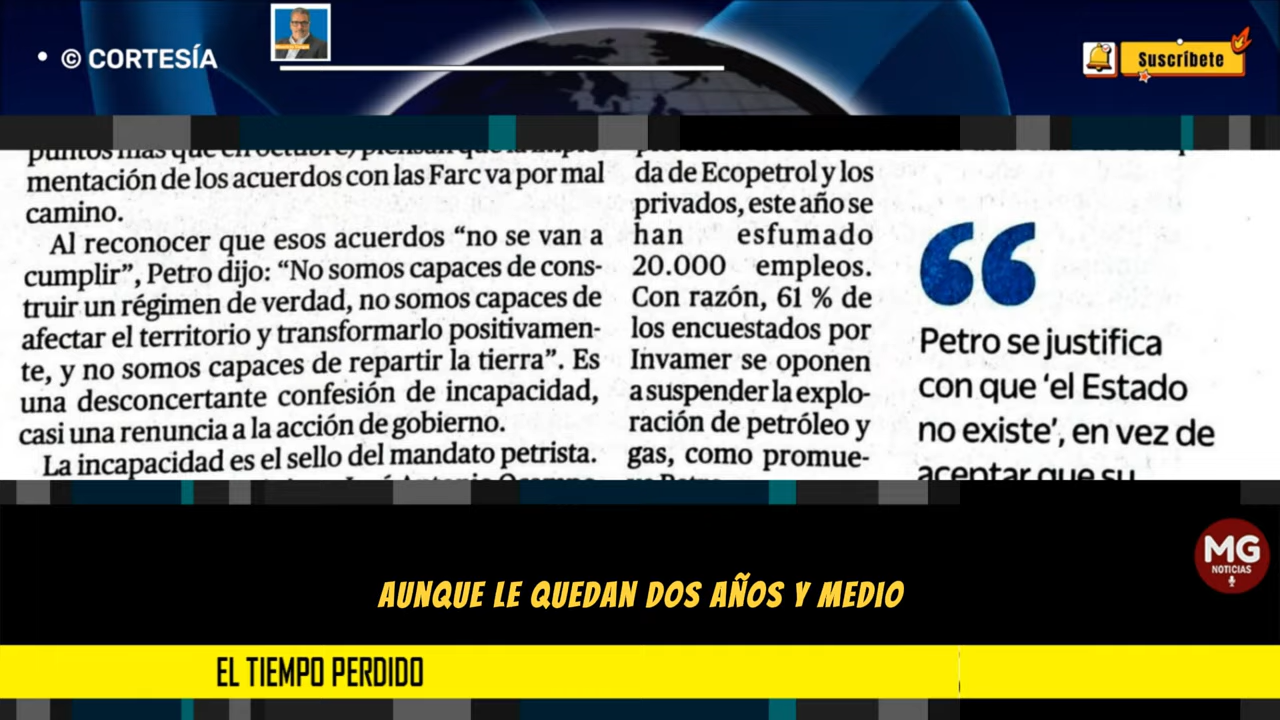 • © CORTESÍA
Suscríbete
mentación de los acuerdos con las Farc va por mal
camino.
Al reconocer que esos acuerdos “no se van a
cumplir”, Petro dijo: “No somos capaces de cons-
truir un régimen de verdad, no somos capaces de
afectar el territorio y transformarlo positivamen-
te, y no somos capaces de repartir la tierra”. Es
una desconcertante confesión de incapacidad,
casi una renuncia a la acción de gobierno.
La incapacidad es el sello del mandato petrista.
da de Ecopetrol y los
privados, este año se
han esfumado
20.000 empleos.
Con razón, 61 % de
los encuestados por
Invamer se oponen
a suspender la explo-
ración de petróleo y
gas, como promue-
“
Petro se justifica
con que ‘el Estado
no existe’, en vez de
aceptar que su
MG
NOTICIAS
AUNQUE LE QUEDAN DOS AÑOS Y MEDIO
EL TIEMPO PERDIDO